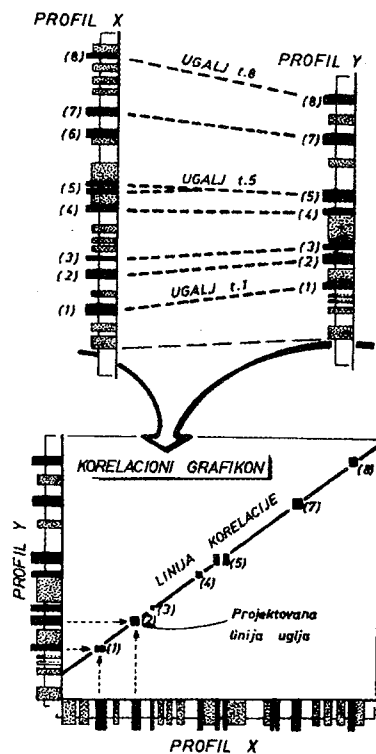 PROFIL X
PROFIL Y
(8)
UGALJ t.8
(8)
(7)
(6)
(7)
(5)
UGALJ t.5
(5)
(4)
(4)
(3)
(3)
(2)
(2)
(1)
UGALJ t.1
(1)
KORELACIONI GRAFIKON
PROFIL Y
LINIJA KORELACIJE
(8)
(7)
(5)
(4)
(3)
(2)
(1)
Projektovana
linija uglja
PROFIL X